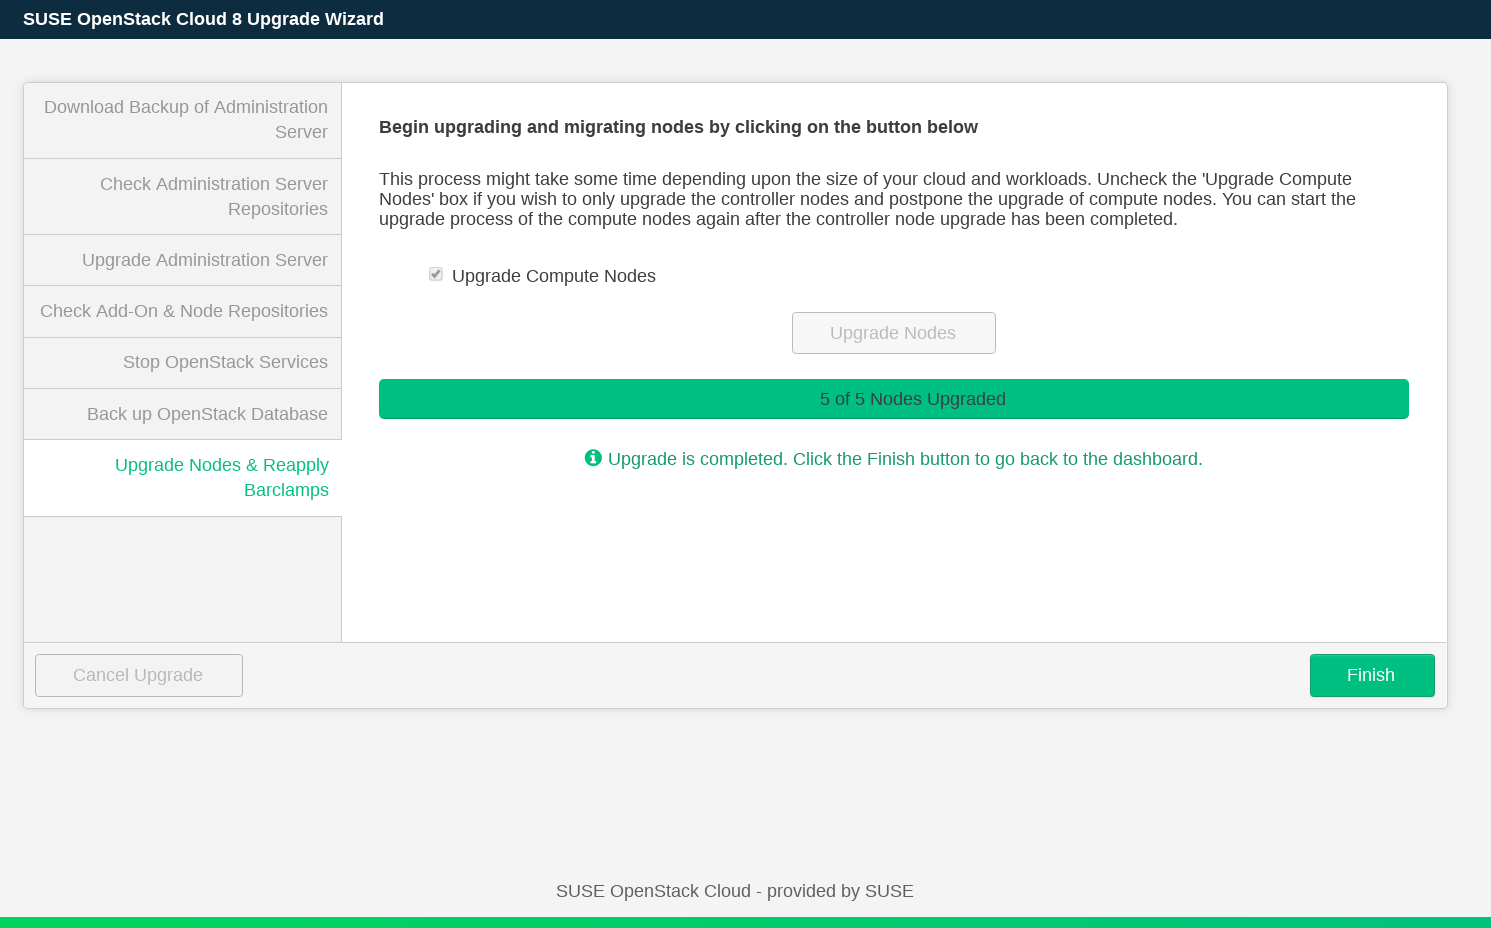 SUSE OpenStack Cloud 8 Upgrade Wizard
Download Backup of Administration
Server
Check Administration Server
Repositories
Upgrade Administration Server
Check Add-On & Node Repositories
Stop OpenStack Services
Back up OpenStack Database
Upgrade Nodes & Reapply
Barclamps
Begin upgrading and migrating nodes by clicking on the button below
This process might take some time depending upon the size of your cloud and workloads. Uncheck the 'Upgrade Compute
Nodes' box if you wish to only upgrade the controller nodes and postpone the upgrade of compute nodes. You can start the
upgrade process of the compute nodes again after the controller node upgrade has been completed.
Upgrade Compute Nodes
Upgrade Nodes
5 of 5 Nodes Upgraded
Upgrade is completed. Click the Finish button to go back to the dashboard.
Cancel Upgrade
Finish
SUSE OpenStack Cloud - provided by SUSE